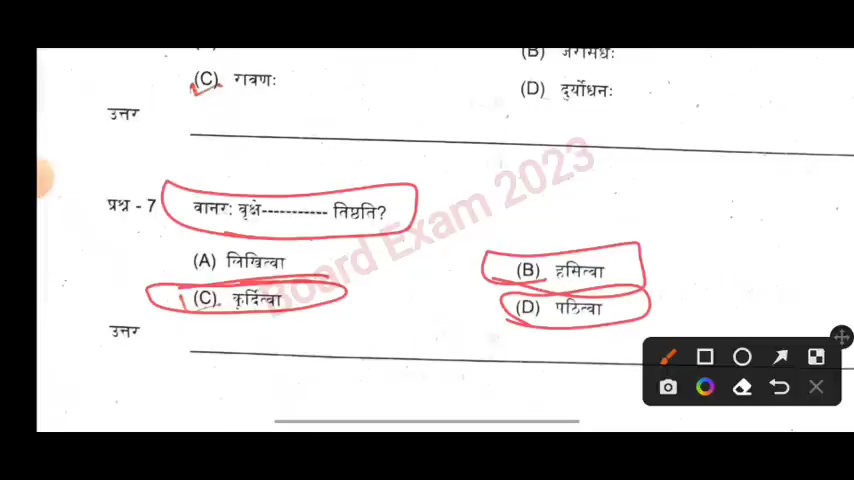 (B) जरासंधः
(C) रावणः
(D) दुर्योधनः
उत्तर
प्रश्न - 7 वानरः वृक्षे----------- तिष्ठति?
(A) लिखित्वा
(B) हसित्वा
(C) कूर्दित्वा
(D) पठित्वा
उत्तर
Board Exam 2023